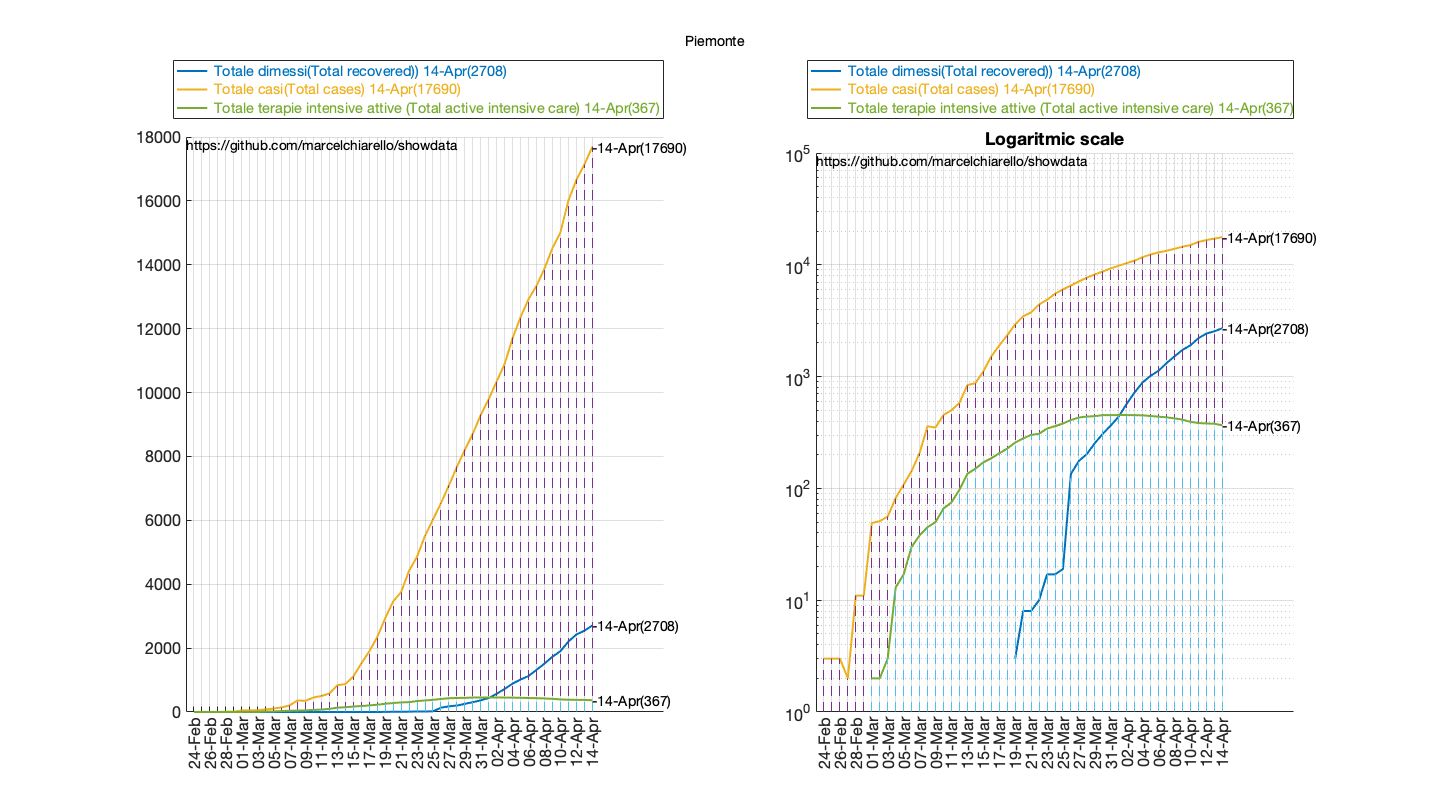 Piemonte
Totale dimessi(Total recovered)) 14-Apr(2708)
Totale casi(Total cases) 14-Apr(17690)
Totale terapie intensive attive (Total active intensive care) 14-Apr(367)
18000
16000
14000
12000
10000
8000
6000
4000
2000
0
https://github.com/marcelchiarello/showdata
14-Apr(17690)
14-Apr(2708)
14-Apr(367)
24-Feb
26-Feb
28-Feb
01-Mar
03-Mar
05-Mar
07-Mar
09-Mar
11-Mar
13-Mar
15-Mar
17-Mar
19-Mar
21-Mar
23-Mar
25-Mar
27-Mar
29-Mar
31-Mar
02-Apr
04-Apr
06-Apr
08-Apr
10-Apr
12-Apr
14-Apr
Totale dimessi(Total recovered)) 14-Apr(2708)
Totale casi(Total cases) 14-Apr(17690)
Totale terapie intensive attive (Total active intensive care) 14-Apr(367)
Logaritmic scale
10^5
10^4
10^3
10^2
10^1
10^0
https://github.com/marcelchiarello/showdata
14-Apr(17690)
14-Apr(2708)
14-Apr(367)
24-Feb
26-Feb
28-Feb
01-Mar
03-Mar
05-Mar
07-Mar
09-Mar
11-Mar
13-Mar
15-Mar
17-Mar
19-Mar
21-Mar
23-Mar
25-Mar
27-Mar
29-Mar
31-Mar
02-Apr
04-Apr
06-Apr
08-Apr
10-Apr
12-Apr
14-Apr